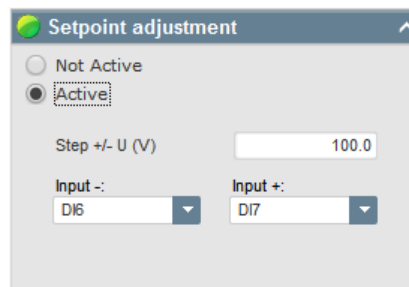 Setpoint adjustment
Not Active
Active
Step +/- U (V) 100.0
Input -: Input +:
DI6 DI7